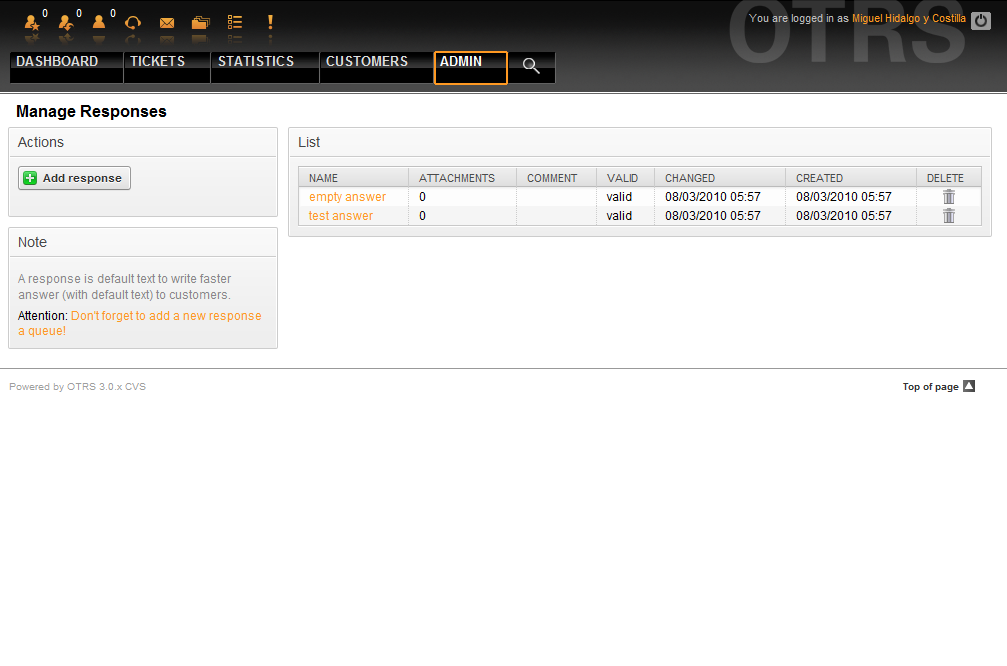 0 0 0
You are logged in as Miguel Hidalgo y Costilla
OTRS
DASHBOARD TICKETS STATISTICS CUSTOMERS ADMIN
Manage Responses
Actions
Add response
Note
A response is default text to write faster
answer (with default text) to customers.
Attention: Don't forget to add a new response
a queue!
List
NAME ATTACHMENTS COMMENT VALID CHANGED CREATED DELETE
empty answer 0 valid 08/03/2010 05:57 08/03/2010 05:57
test answer 0 valid 08/03/2010 05:57 08/03/2010 05:57
Powered by OTRS 3.0.x CVS
Top of page